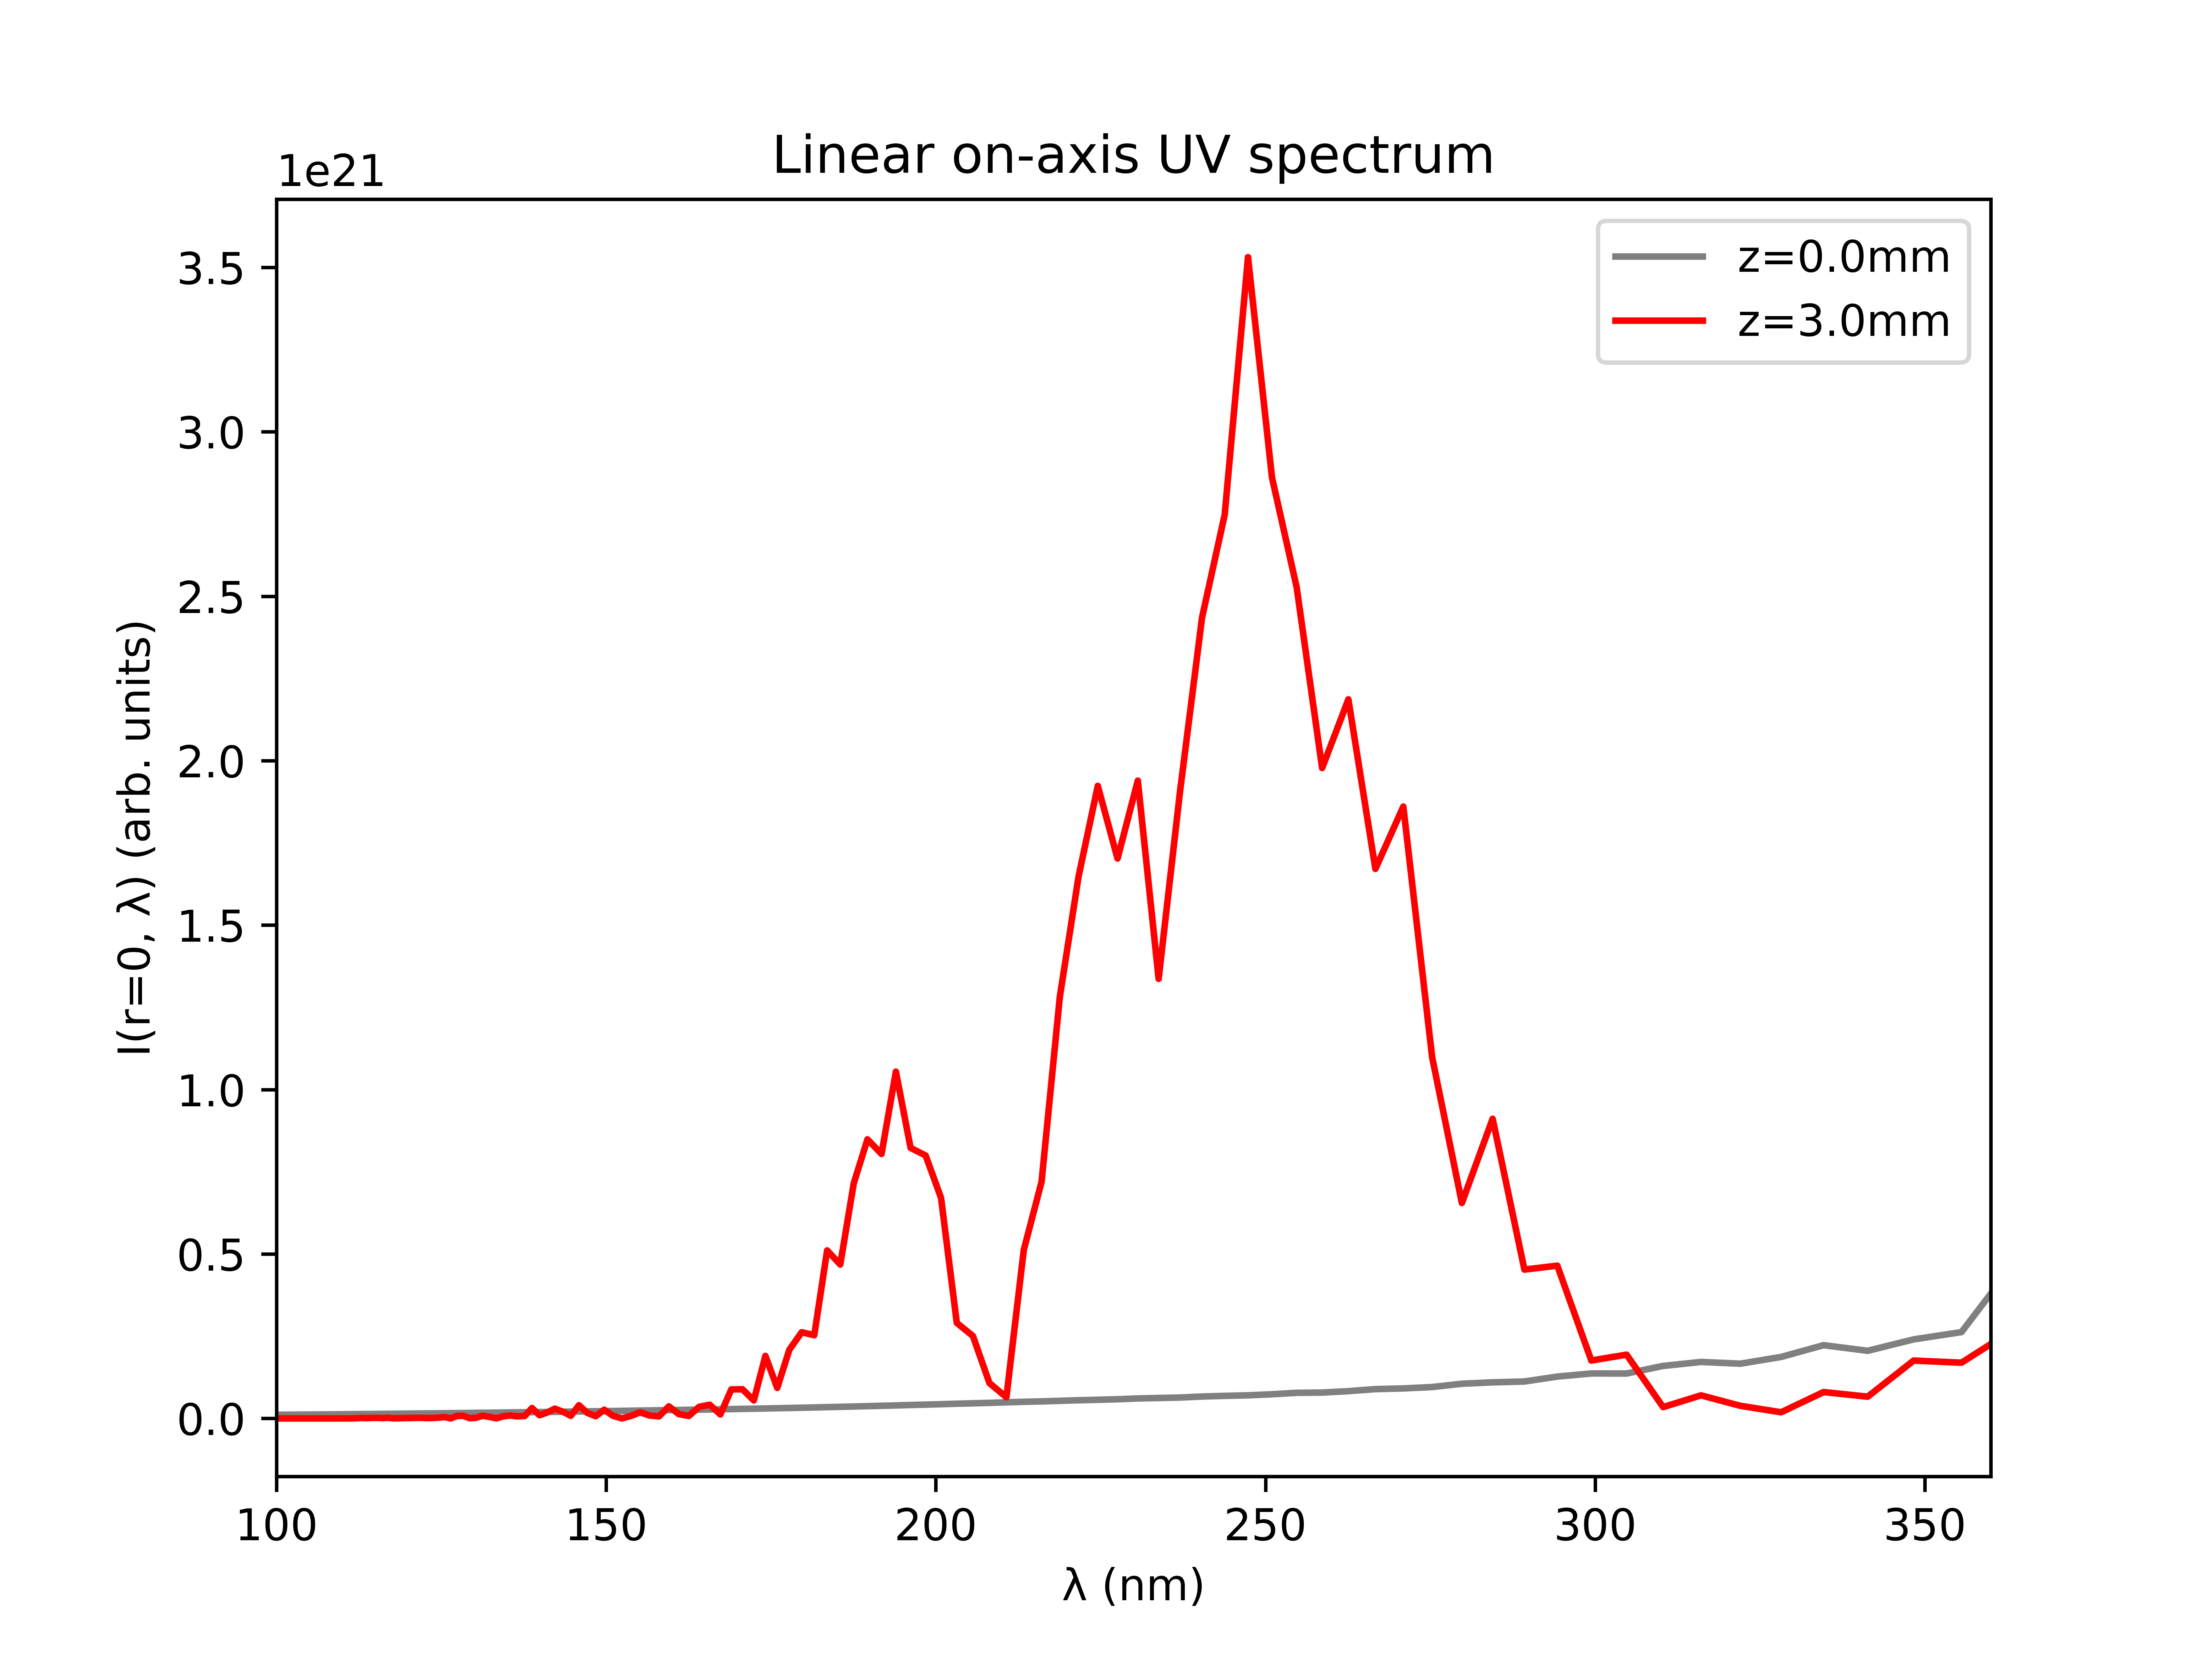 Linear on-axis UV spectrum
1e21
z=0.0mm
z=3.0mm
3.5
3.0
2.5
2.0
1.5
1.0
0.5
0.0
I(r=0, λ) (arb. units)
100 150 200 250 300 350
λ (nm)